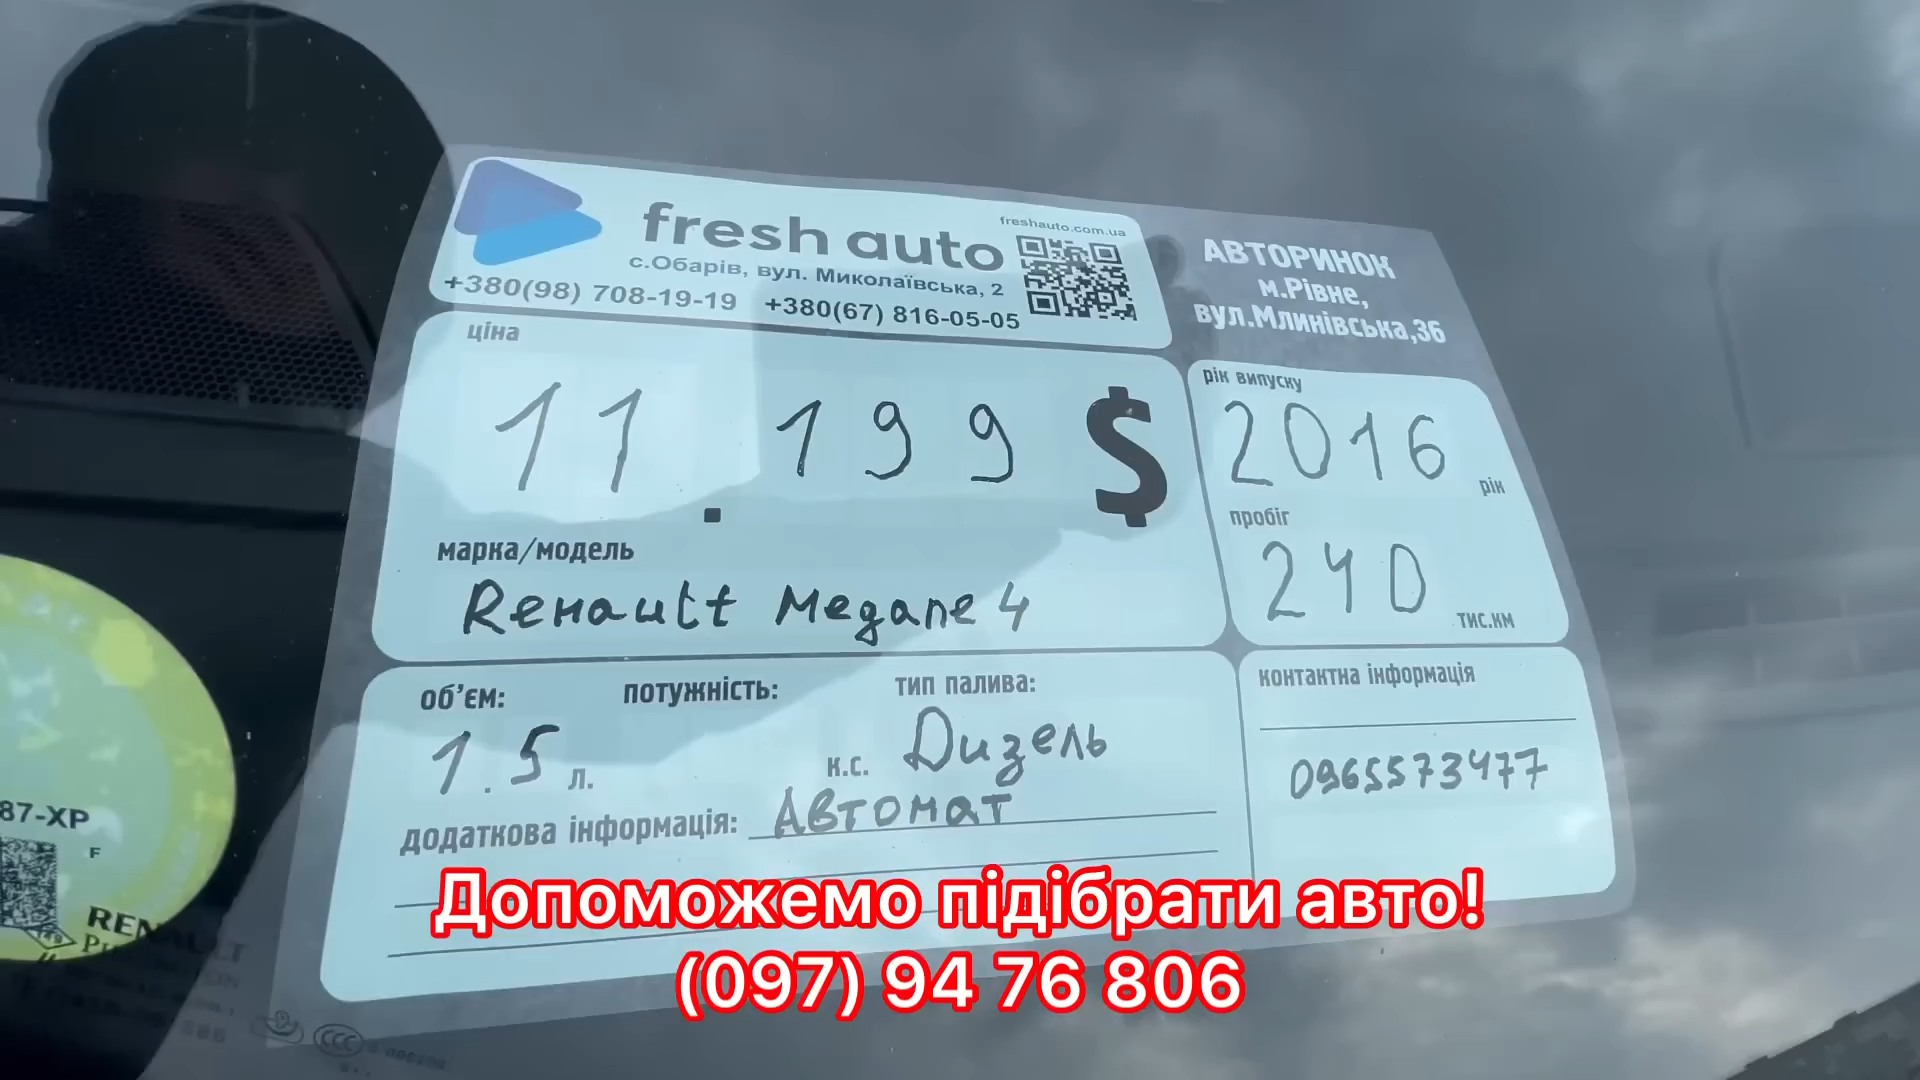 fresh auto
freshauto.com.ua
с.Обарів, вул. Миколаївська, 2
+380(98) 708-19-19 +380(67) 816-05-05
АВТОРИНОК
м.Рівне,
вул.Млинівська,36
ціна
11.199 $
рік випуску
2016 рік
пробіг
240 тис.км
марка/модель
Renault Megane 4
об'єм:
1.5 л.
потужність:
к.с.
тип палива:
Дизель
додаткова інформація: Автомат
контактна інформація
0965573477
87-XP
F
RENAULT
Допоможемо підібрати авто!
(097) 94 76 806